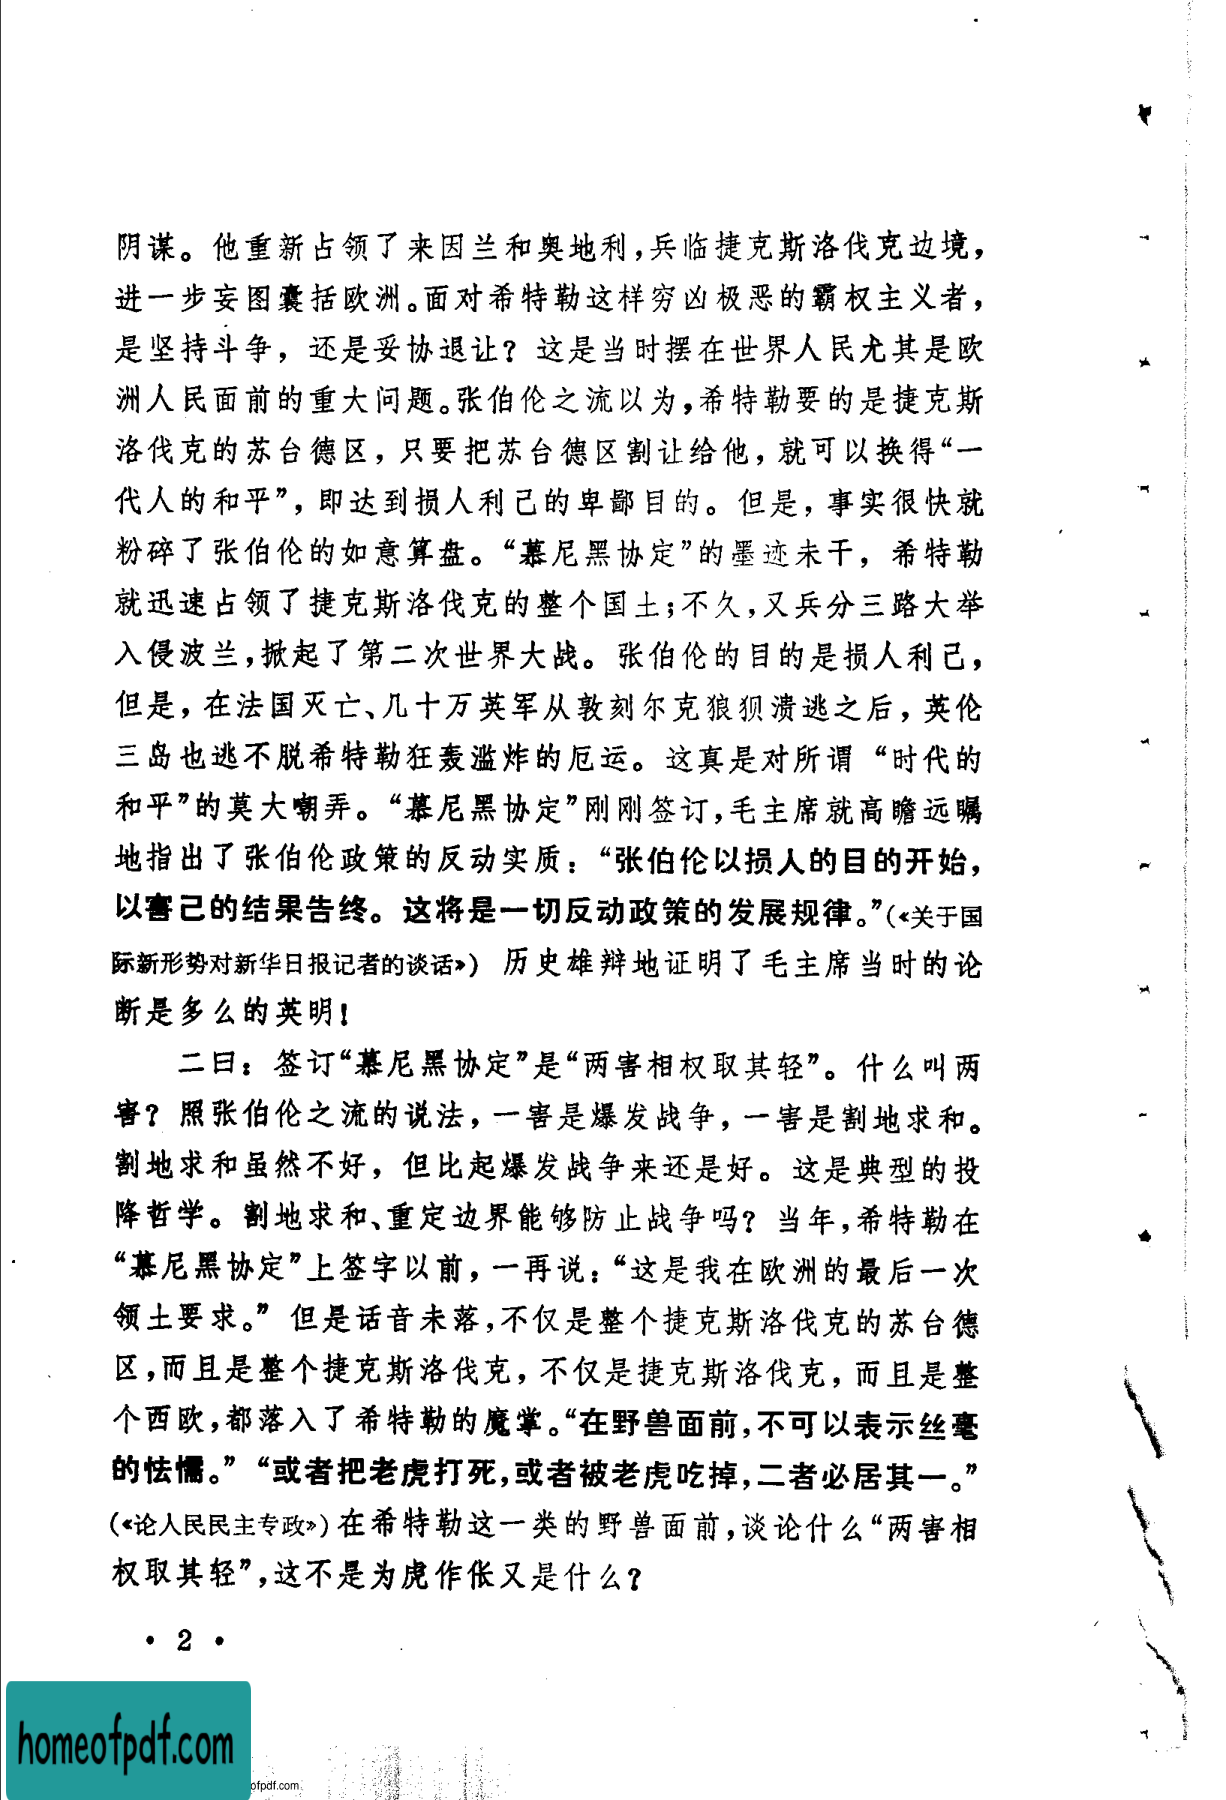 阴谋。他重新占领了来因兰和奥地利，兵临捷克斯洛伐克边境，
进一步妄图囊括欧洲。面对希特勒这样穷凶极恶的霸权主义者，
是坚持斗争，还是妥协退让？这是当时摆在世界人民尤其是欧
洲人民面前的重大问题。张伯伦之流以为，希特勒要的是捷克斯
洛伐克的苏台德区，只要把苏台德区割让给他，就可以换得“一
代人的和平”，即达到损人利己的卑鄙目的。但是，事实很快就
粉碎了张伯伦的如意算盘。“慕尼黑协定”的墨迹未干，希特勒
就迅速占领了捷克斯洛伐克的整个国土；不久，又兵分三路大举
入侵波兰，掀起了第二次世界大战。张伯伦的目的是损人利己，
但是，在法国灭亡、几十万英军从敦刻尔克狼狈溃逃之后，英伦
三岛也逃不脱希特勒狂轰滥炸的厄运。这真是对所谓“时代的
和平”的莫大嘲弄。“慕尼黑协定”刚刚签订，毛主席就高瞻远瞩
地指出了张伯伦政策的反动实质：“张伯伦以损人的目的开始，
以害己的结果告终。这将是一切反动政策的发展规律。”（《关于国
际新形势对新华日报记者的谈话》）历史雄辩地证明了毛主席当时的论
断是多么的英明！
二曰：签订“慕尼黑协定”是“两害相权取其轻”。什么叫两
害？照张伯伦之流的说法，一害是爆发战争，一害是割地求和。
割地求和虽然不好，但比起爆发战争来还是好。这是典型的投
降哲学。割地求和、重定边界能够防止战争吗？当年，希特勒在
“慕尼黑协定”上签字以前，一再说：“这是我在欧洲的最后一次
领土要求。”但是话音未落，不仅是整个捷克斯洛伐克的苏台德
区，而且是整个捷克斯洛伐克，不仅是捷克斯洛伐克，而且是整
个西欧，都落入了希特勒的魔掌。“在野兽面前，不可以表示丝毫
的怯懦。”“或者把老虎打死，或者被老虎吃掉，二者必居其一。”
（《论人民民主专政》）在希特勒这一类的野兽面前，谈论什么“两害相
权取其轻”，这不是为虎作伥又是什么？
• 2 •
homeofpdf.com
ofpdf.com